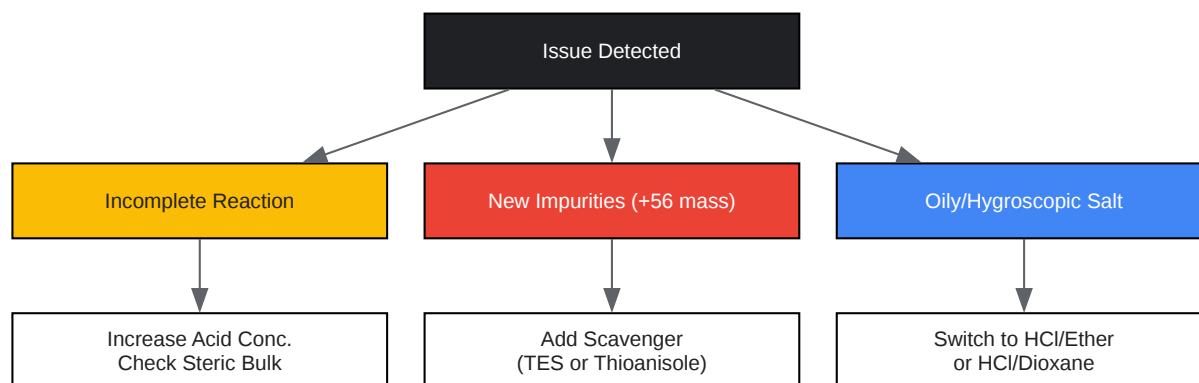 Issue Detected
Incomplete Reaction
New Impurities (+56 mass)
Oily/Hygroscopic Salt
Increase Acid Conc.
Check Steric Bulk
Add Scavenger
(TES or Thioanisole)
Switch to HCl/Ether
or HCl/Dioxane